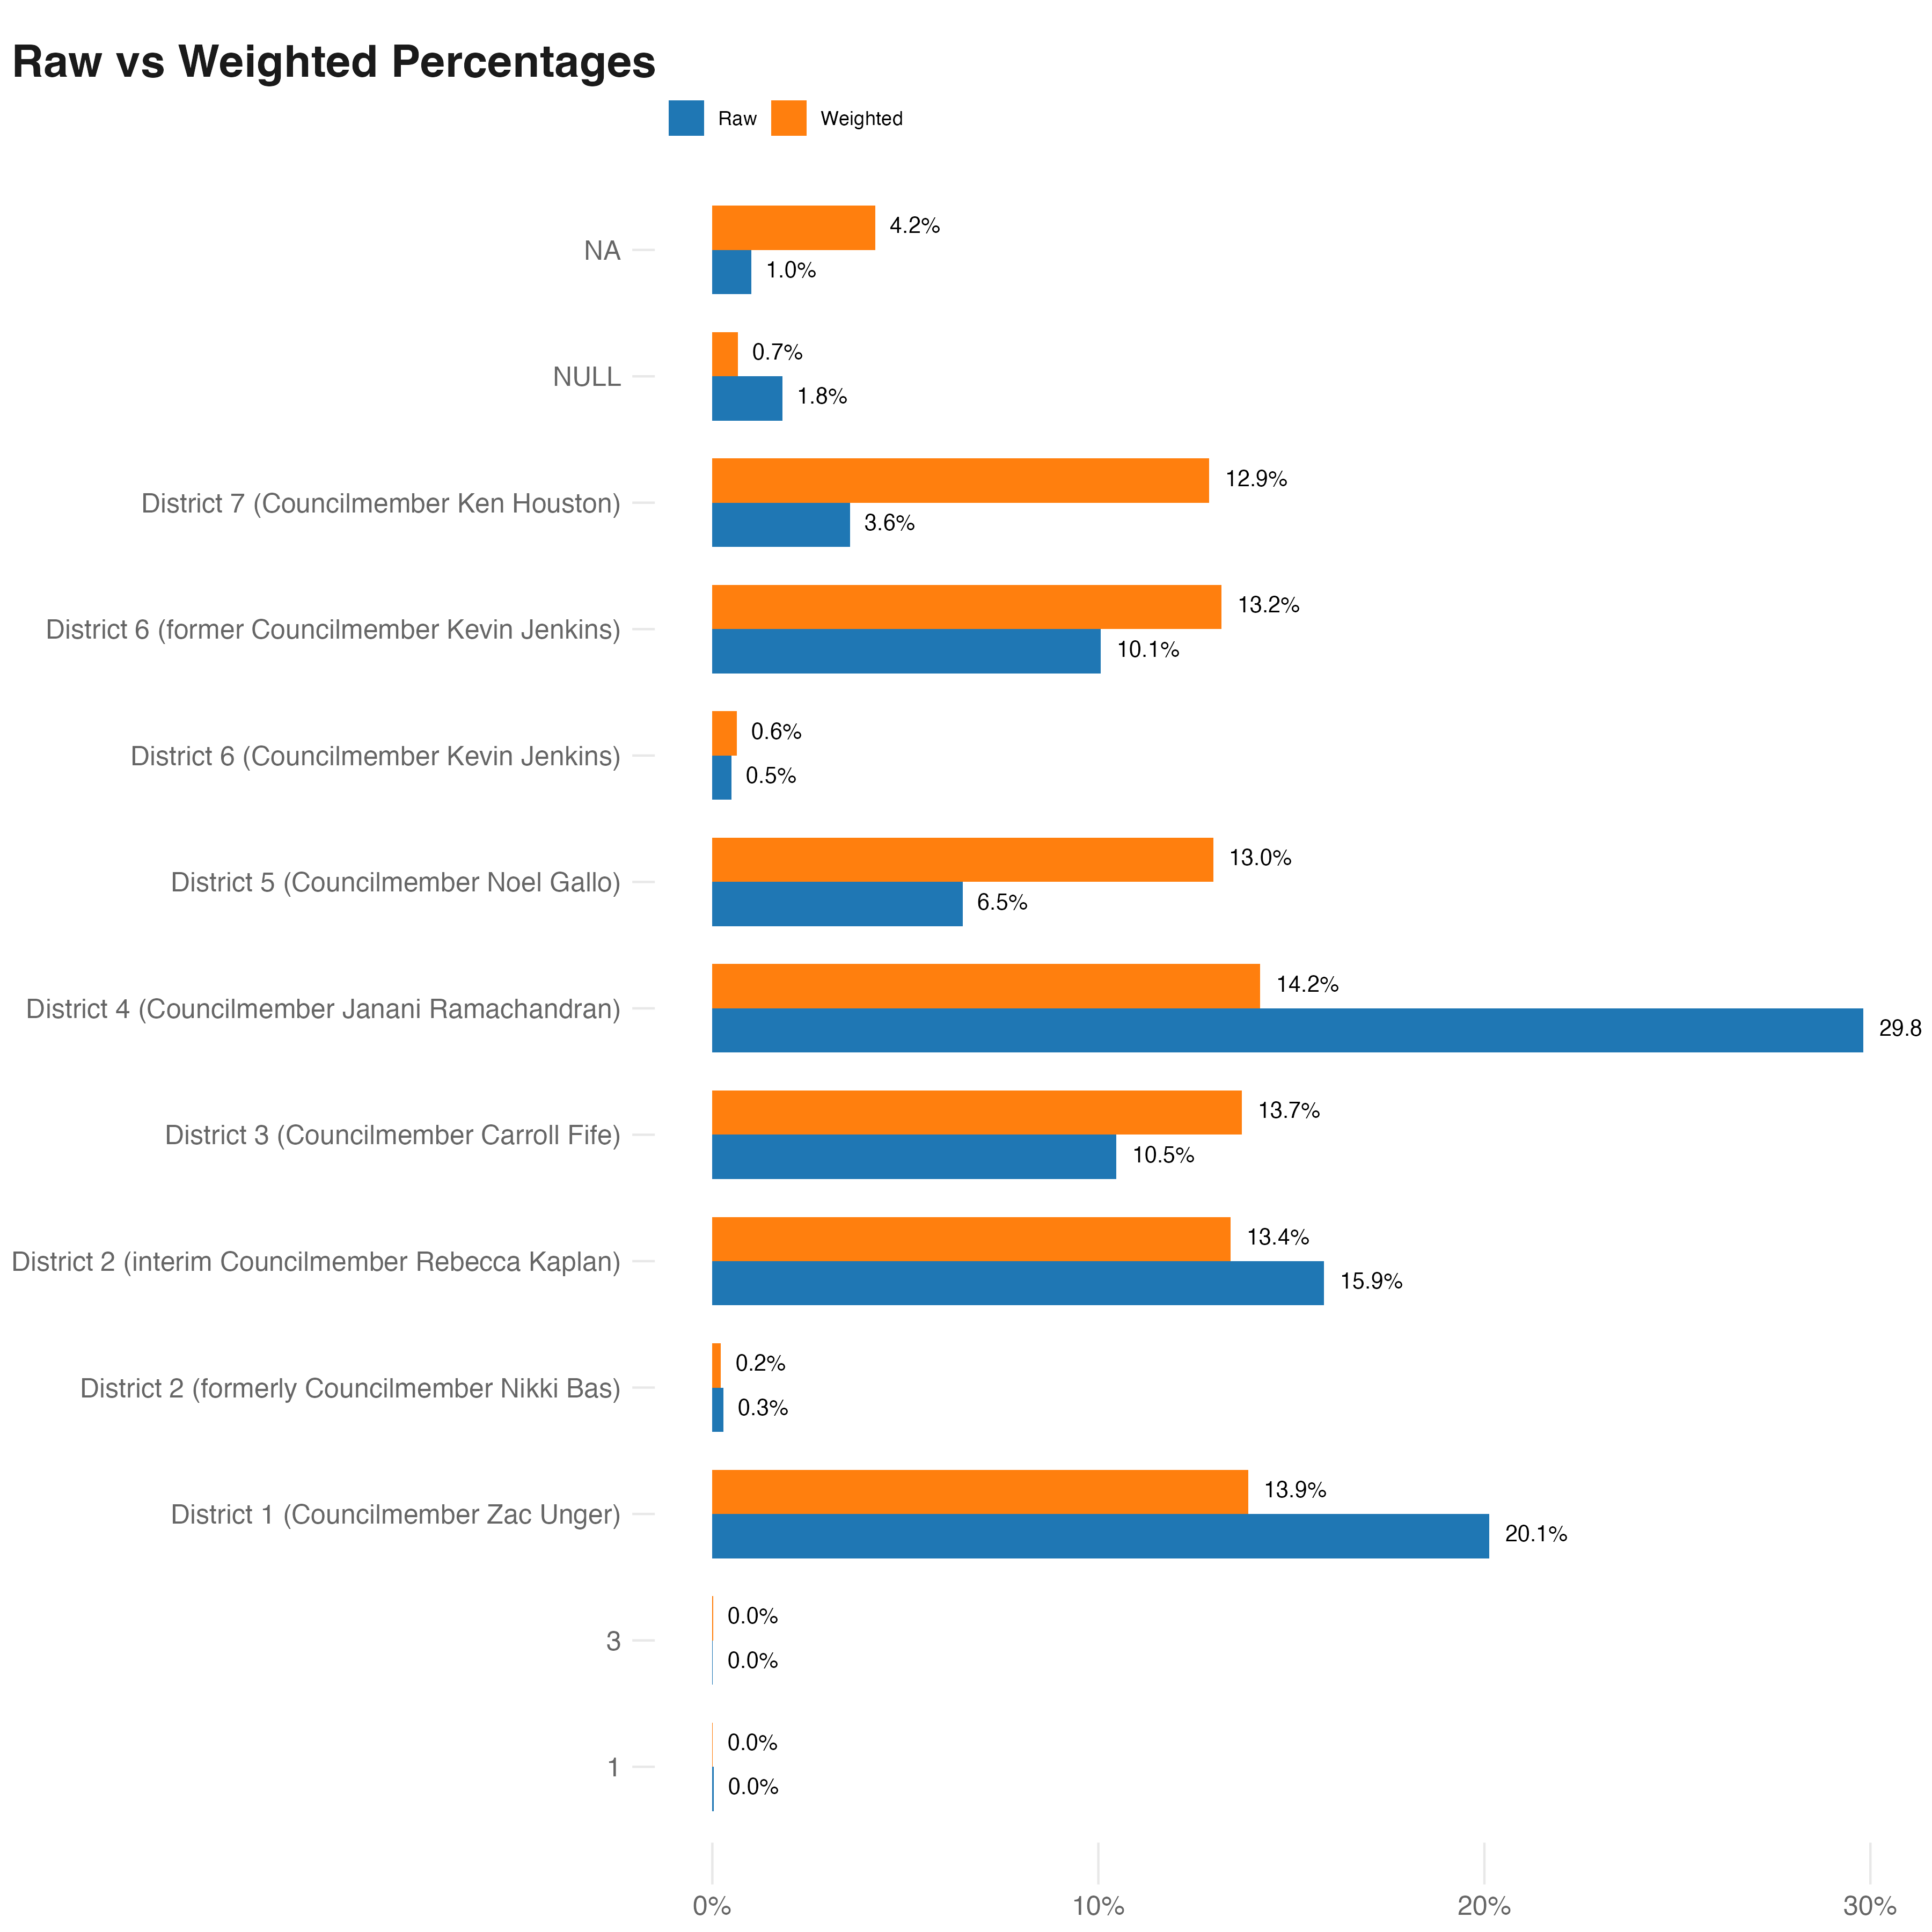 Raw vs Weighted Percentages
Raw Weighted
NA
4.2%
1.0%
NULL
0.7%
1.8%
District 7 (Councilmember Ken Houston)
12.9%
3.6%
District 6 (former Councilmember Kevin Jenkins)
13.2%
10.1%
District 6 (Councilmember Kevin Jenkins)
0.6%
0.5%
District 5 (Councilmember Noel Gallo)
13.0%
6.5%
District 4 (Councilmember Janani Ramachandran)
14.2%
29.8
District 3 (Councilmember Carroll Fife)
13.7%
10.5%
District 2 (interim Councilmember Rebecca Kaplan)
13.4%
15.9%
District 2 (formerly Councilmember Nikki Bas)
0.2%
0.3%
District 1 (Councilmember Zac Unger)
13.9%
20.1%
3
0.0%
0.0%
1
0.0%
0.0%
0% 10% 20% 30%